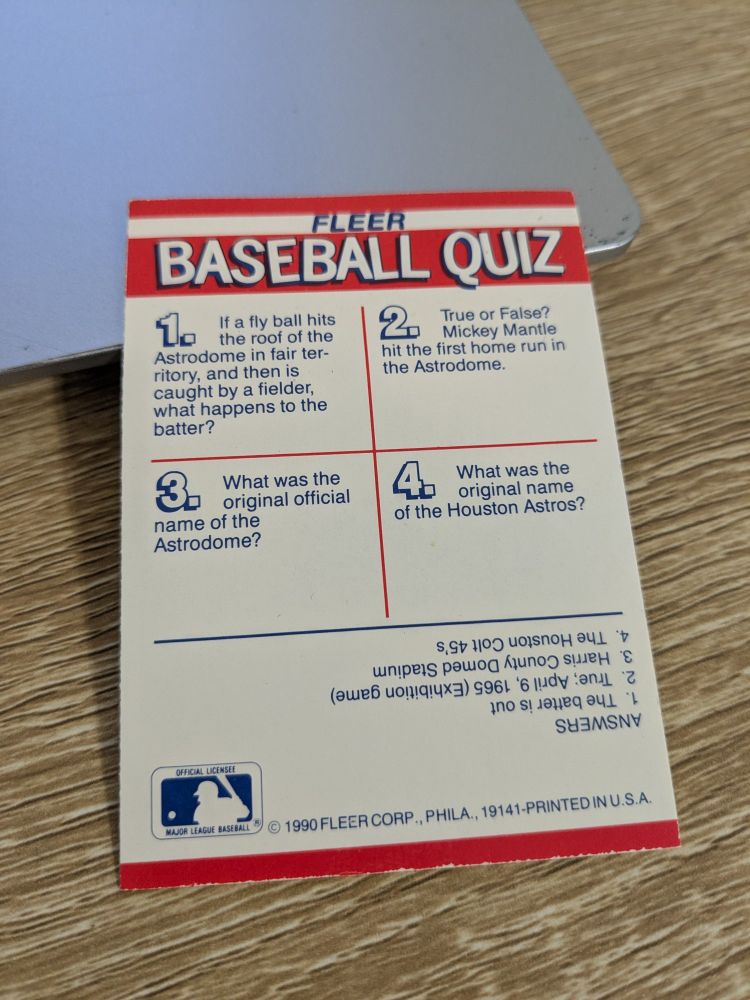 FLEER
BASEBALL QUIZ
1. If a fly ball hits
the roof of the
Astrodome in fair ter-
ritory, and then is
caught by a fielder,
what happens to the
batter?
2. True or False?
Mickey Mantle
hit the first home run in
the Astrodome.
3. What was the
original official
name of the
Astrodome?
4. What was the
original name
of the Houston Astros?
ANSWERS
1. The batter is out
2. True; April 9, 1965 (Exhibition game)
3. Harris County Domed Stadium
4. The Houston Colt 45's
OFFICIAL LICENSEE
MAJOR LEAGUE BASEBALL ®
© 1990 FLEER CORP., PHILA., 19141-PRINTED IN U.S.A.